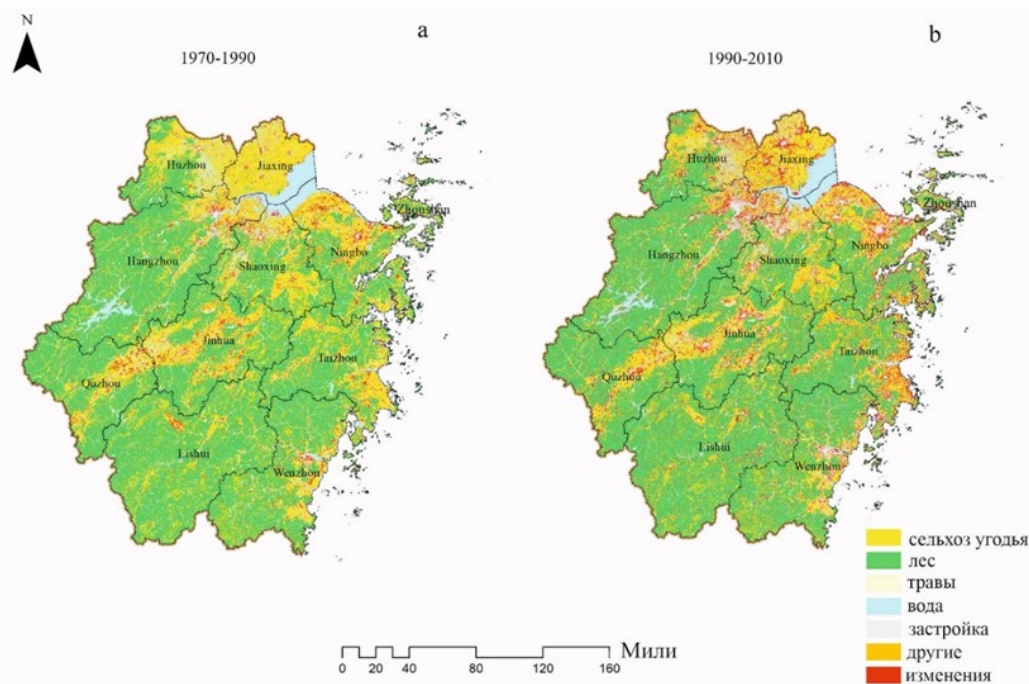 N
a
b
1970-1990
1990-2010
Huzhou
Jiaxing
Zhoushan
Hangzhou
Shaoxing
Ningbo
Jinhua
Quzhou
Taizhou
Lishui
Wenzhou
Huzhou
Jiaxing
Zhoushan
Hangzhou
Shaoxing
Ningbo
Jinhua
Quzhou
Taizhou
Lishui
Wenzhou
сельхоз угодья
лес
травы
вода
застройка
другие
изменения
Мили
0 20 40 80 120 160